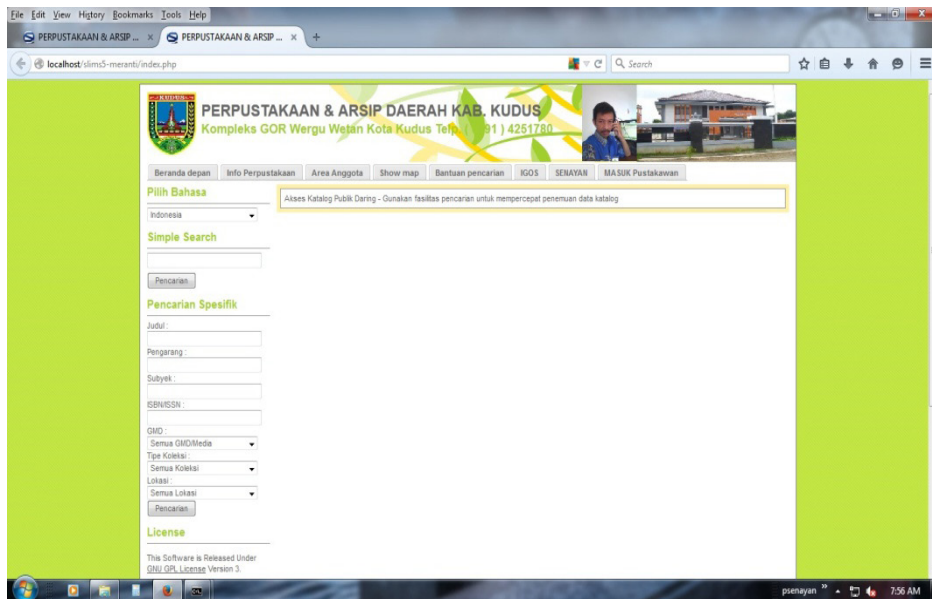 File Edit View History Bookmarks Tools Help
PERPUSTAKAAN & ARSIP ... × PERPUSTAKAAN & ARSIP ... × +
localhost/slims5-meranti/index.php Search
PERPUSTAKAAN & ARSIP DAERAH KAB. KUDUS
Kompleks GOR Wergu Wetan Kota Kudus Telp. ( 91 ) 4251780
Beranda depan Info Perpustakaan Area Anggota Show map Bantuan pencarian IGOS SENAYAN MASUK Pustakawan
Pilih Bahasa
Akses Katalog Publik Daring - Gunakan fasilitas pencarian untuk mempercepat penemuan data katalog
Indonesia
Simple Search
Pencarian
Pencarian Spesifik
Judul :
Pengarang :
Subyek :
ISBN/ISSN :
GMD :
Semua GMD/Media
Tipe Koleksi :
Semua Koleksi
Lokasi :
Semua Lokasi
Pencarian
License
This Software is Released Under
GNU GPL License Version 3.
psenayan » 7:56 AM